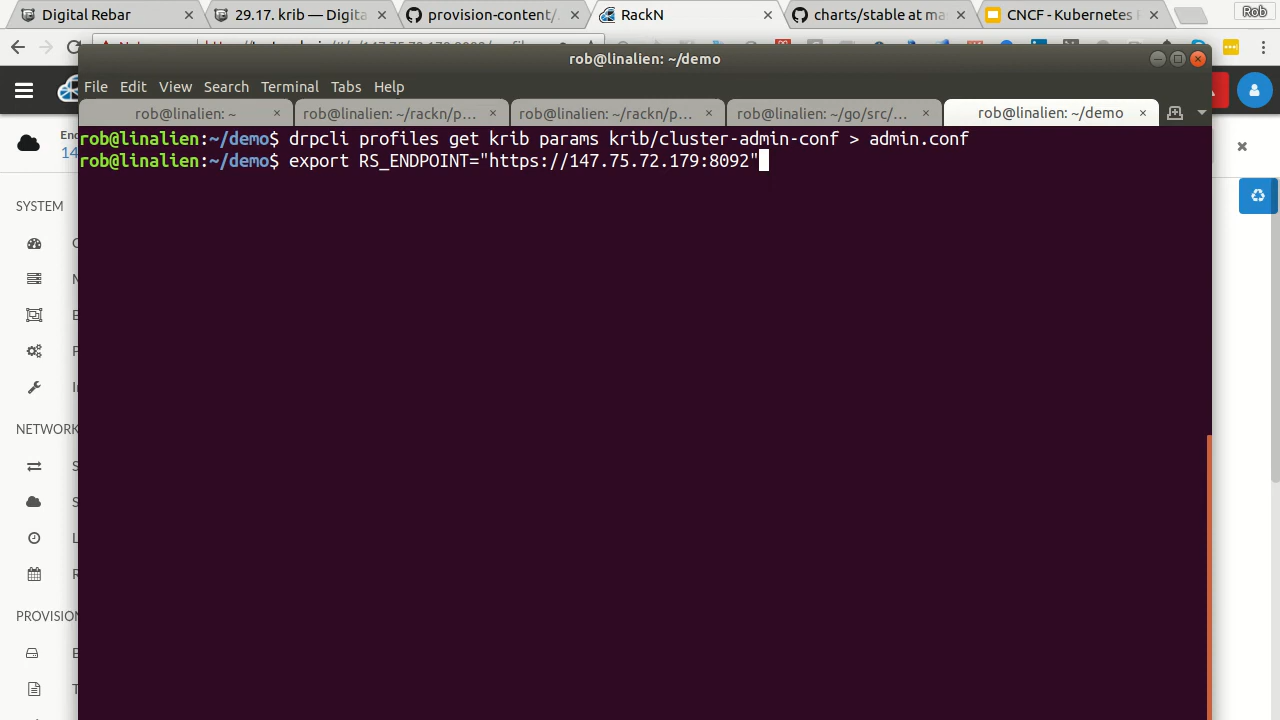 Digital Rebar
29.17. krib — Digita
provision-content/
RackN
charts/stable at ma
CNCF - Kubernetes
Rob
rob@linalien: ~/demo
File Edit View Search Terminal Tabs Help
rob@linalien: ~
rob@linalien: ~/rackn/p...
rob@linalien: ~/rackn/p...
rob@linalien ~/go/src/...
rob@linalien: ~/demo
rob@linalien:~/demo$ drpcli profiles get krib params krib/cluster-admin-conf > admin.conf
rob@linalien:~/demo$ export RS_ENDPOINT="https://147.75.72.179:8092"
SYSTEM
NETWORK
PROVISION